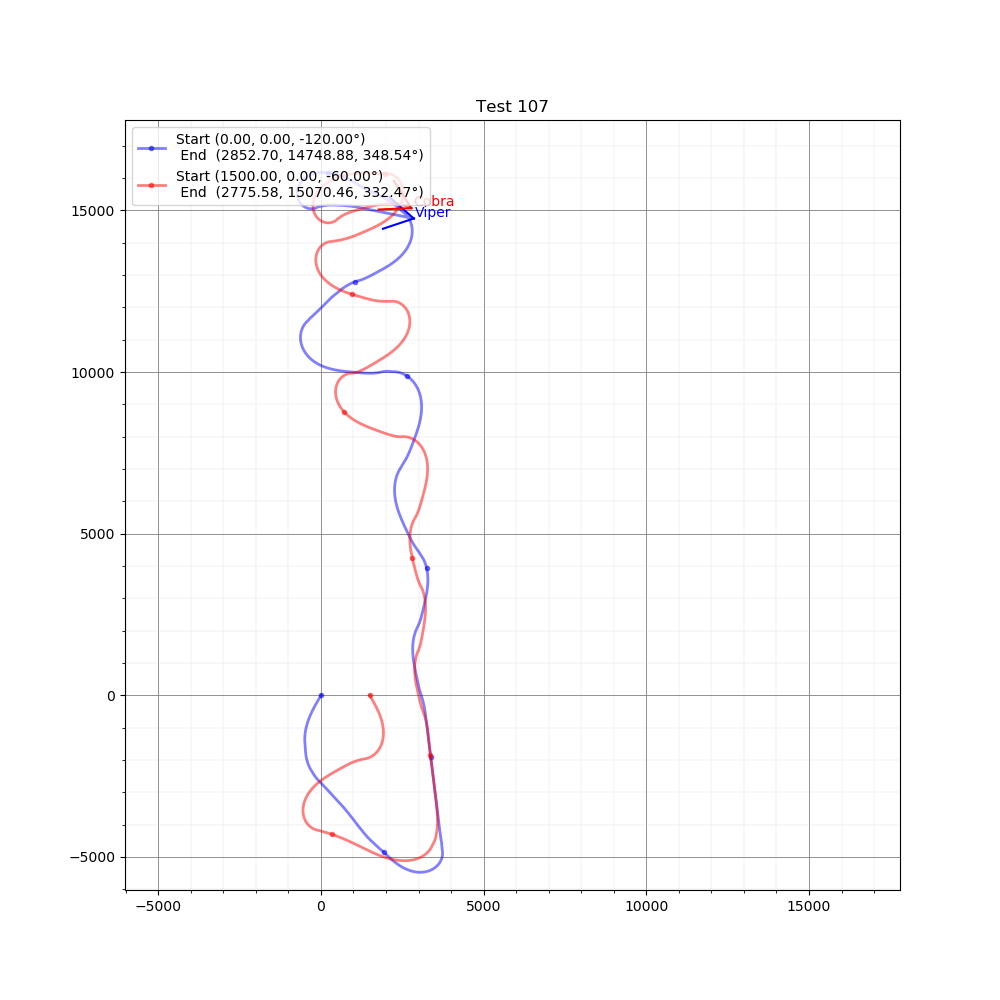 Test 107
Start (0.00, 0.00, -120.00°)
End  (2852.70, 14748.88, 348.54°)
Start (1500.00, 0.00, -60.00°)
End  (2775.58, 15070.46, 332.47°)
Cobra
Viper
15000
10000
5000
0
−5000
−5000
0
5000
10000
15000